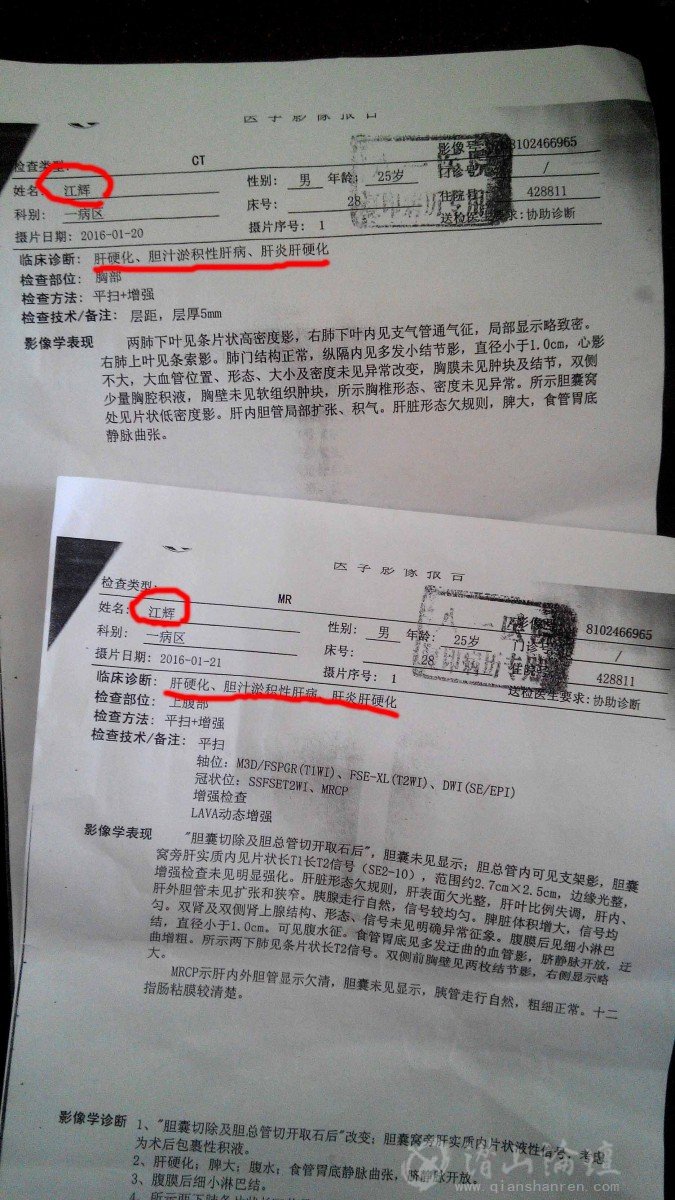 医学影像报告
检查类型: CT 影像号 8102466965
姓名: 江辉 性别: 男 年龄: 25岁 门诊号 /
科别: 一病区 床号: 28 住院号 428811
摄片日期: 2016-01-20 摄片序号: 1 送检医生要求:协助诊断
临床诊断: 肝硬化、胆汁淤积性肝病、肝炎肝硬化
检查部位: 胸部
检查方法: 平扫+增强
检查技术/备注: 层距，层厚5mm
影像学表现 两肺下叶见条片状高密度影，右肺下叶内见支气管通气征，局部显示略致密。
右肺上叶见条索影。肺门结构正常，纵隔内见多发小结节影，直径小于1.0cm，心影
不大，大血管位置、形态、大小及密度未见异常改变，胸膜未见肿块及结节，双侧
少量胸腔积液，胸壁未见软组织肿块，所示胸椎形态、密度未见异常。所示胆囊窝
处见片状低密度影。肝内胆管局部扩张、积气。肝脏形态欠规则，脾大，食管胃底
静脉曲张。
医学影像报告
检查类型: MR 影像号 8102466965
姓名: 江辉 性别: 男 年龄: 25岁 门诊号 /
科别: 一病区 床号: 28 428811
摄片日期: 2016-01-21 摄片序号: 1 送检医生要求:协助诊断
临床诊断: 肝硬化、胆汁淤积性肝病、肝炎肝硬化
检查部位: 上腹部
检查方法: 平扫+增强
检查技术/备注: 平扫
轴位: M3D/FSPGR(T1WI)、FSE-XL(T2WI)、DWI(SE/EPI)
冠状位: SSFSET2WI、MRCP
增强检查
LAVA动态增强
影像学表现 "胆囊切除及胆总管切开取石后"，胆囊未见显示；胆总管内可见支架影，胆囊
窝旁肝实质内见片状长T1长T2信号（SE2-10），范围约2.7cm×2.5cm，边缘光整，
增强检查未见明显强化。肝脏形态欠规则，肝表面欠光整，肝叶比例失调，肝内、
肝外胆管未见扩张和狭窄。胰腺走行自然，信号较均匀。脾脏体积增大，信号均
匀。双肾及双侧肾上腺结构、形态、信号未见明确异常征象。腹膜后见细小淋巴
结，直径小于1.0cm。可见腹水征。食管胃底见多发迂曲的血管影，脐静脉开放，迂
曲增粗。所示两下肺见条片状长T2信号。双侧前胸壁见两枚结节影，右侧显示略
大。
MRCP示肝内外胆管显示欠清，胆囊未见显示，胰管走行自然，粗细正常。十二
指肠粘膜较清楚。
影像学诊断 1、"胆囊切除及胆总管切开取石后"改变；胆囊窝旁肝实质内片状液性信号，考虑
为术后包裹性积液。
2、肝硬化；脾大；腹水；食管胃底静脉曲张，脐静脉开放。
3、腹膜后细小淋巴结。
潜山论坛
www.qianshanren.com